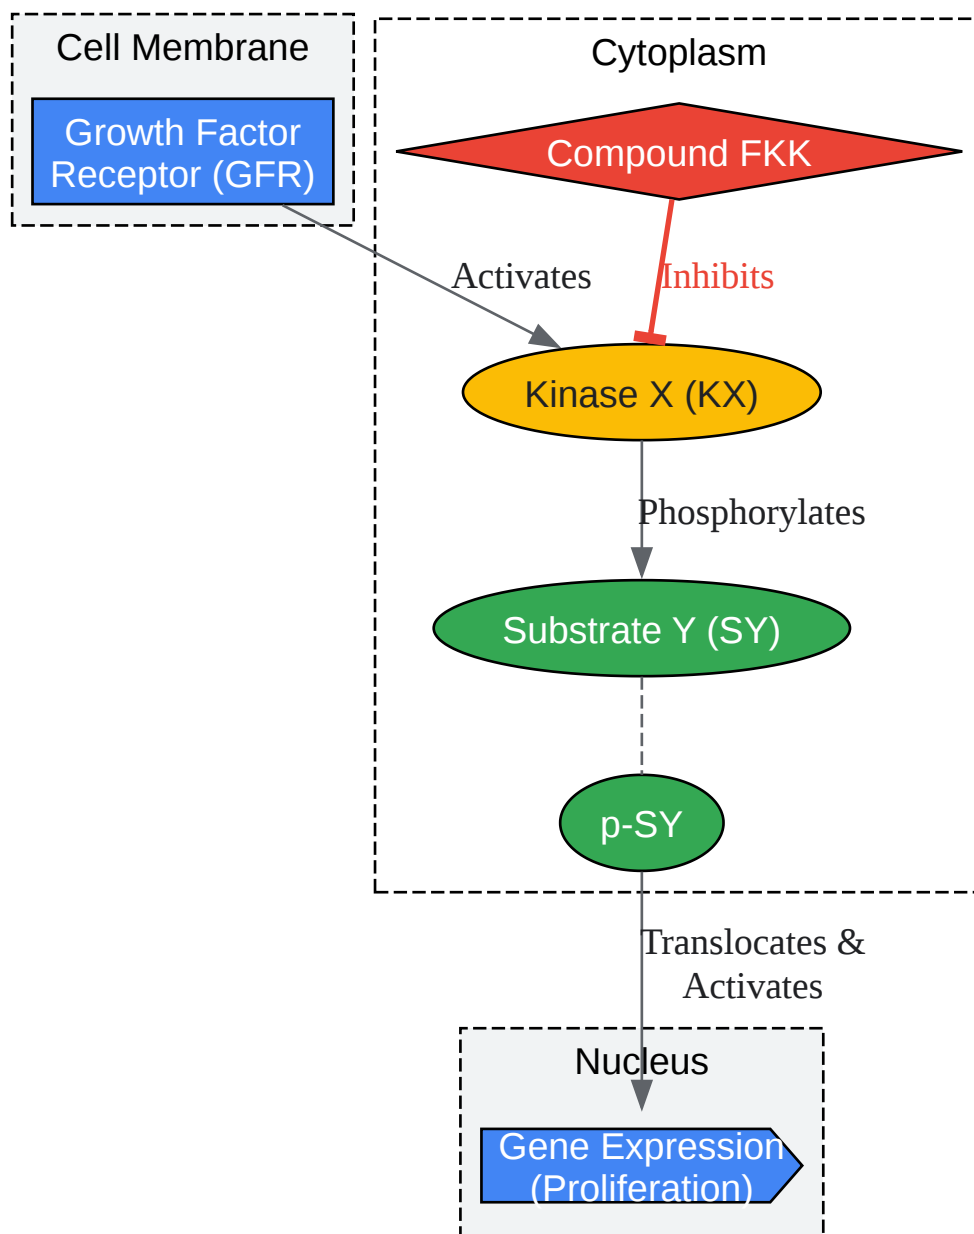 Cell Membrane
Growth Factor
Receptor (GFR)
Cytoplasm
Compound FKK
Activates
Inhibits
Kinase X (KX)
Phosphorylates
Substrate Y (SY)
p-SY
Translocates &
Activates
Nucleus
Gene Expression
(Proliferation)